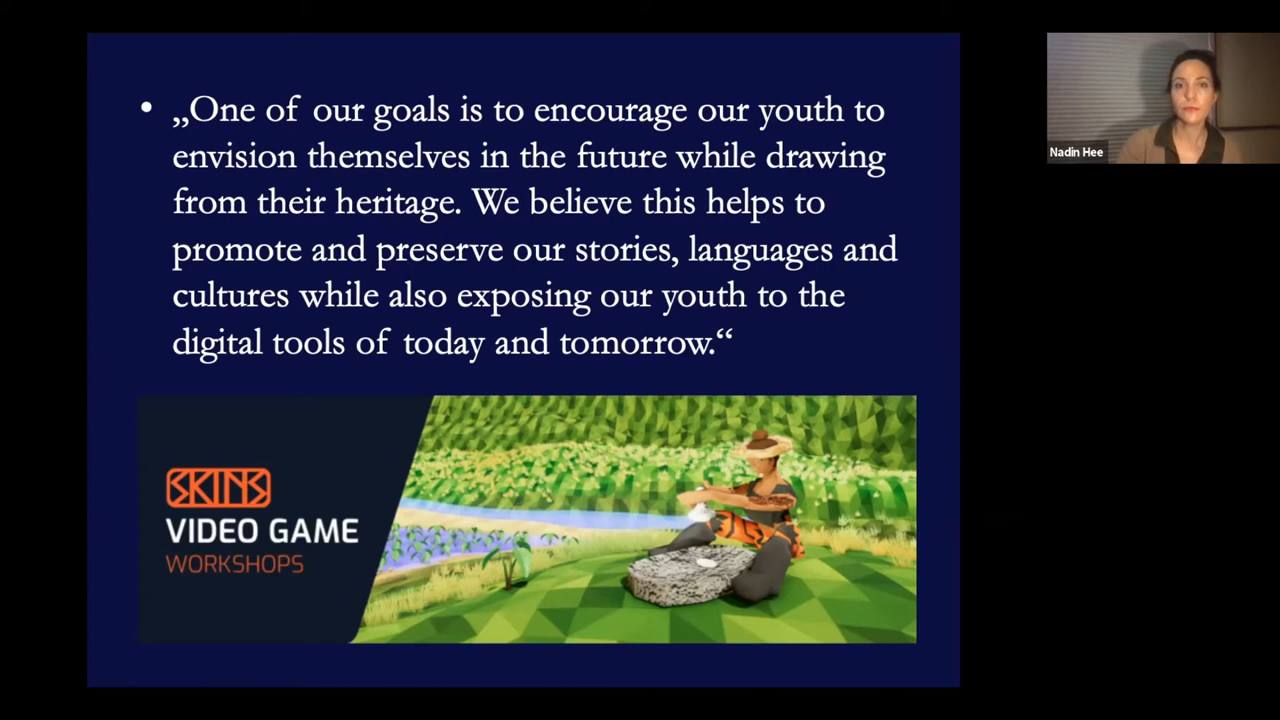 • „One of our goals is to encourage our youth to
envision themselves in the future while drawing
from their heritage. We believe this helps to
promote and preserve our stories, languages and
cultures while also exposing our youth to the
digital tools of today and tomorrow.“
SKINS
VIDEO GAME
WORKSHOPS
Nadin Hee